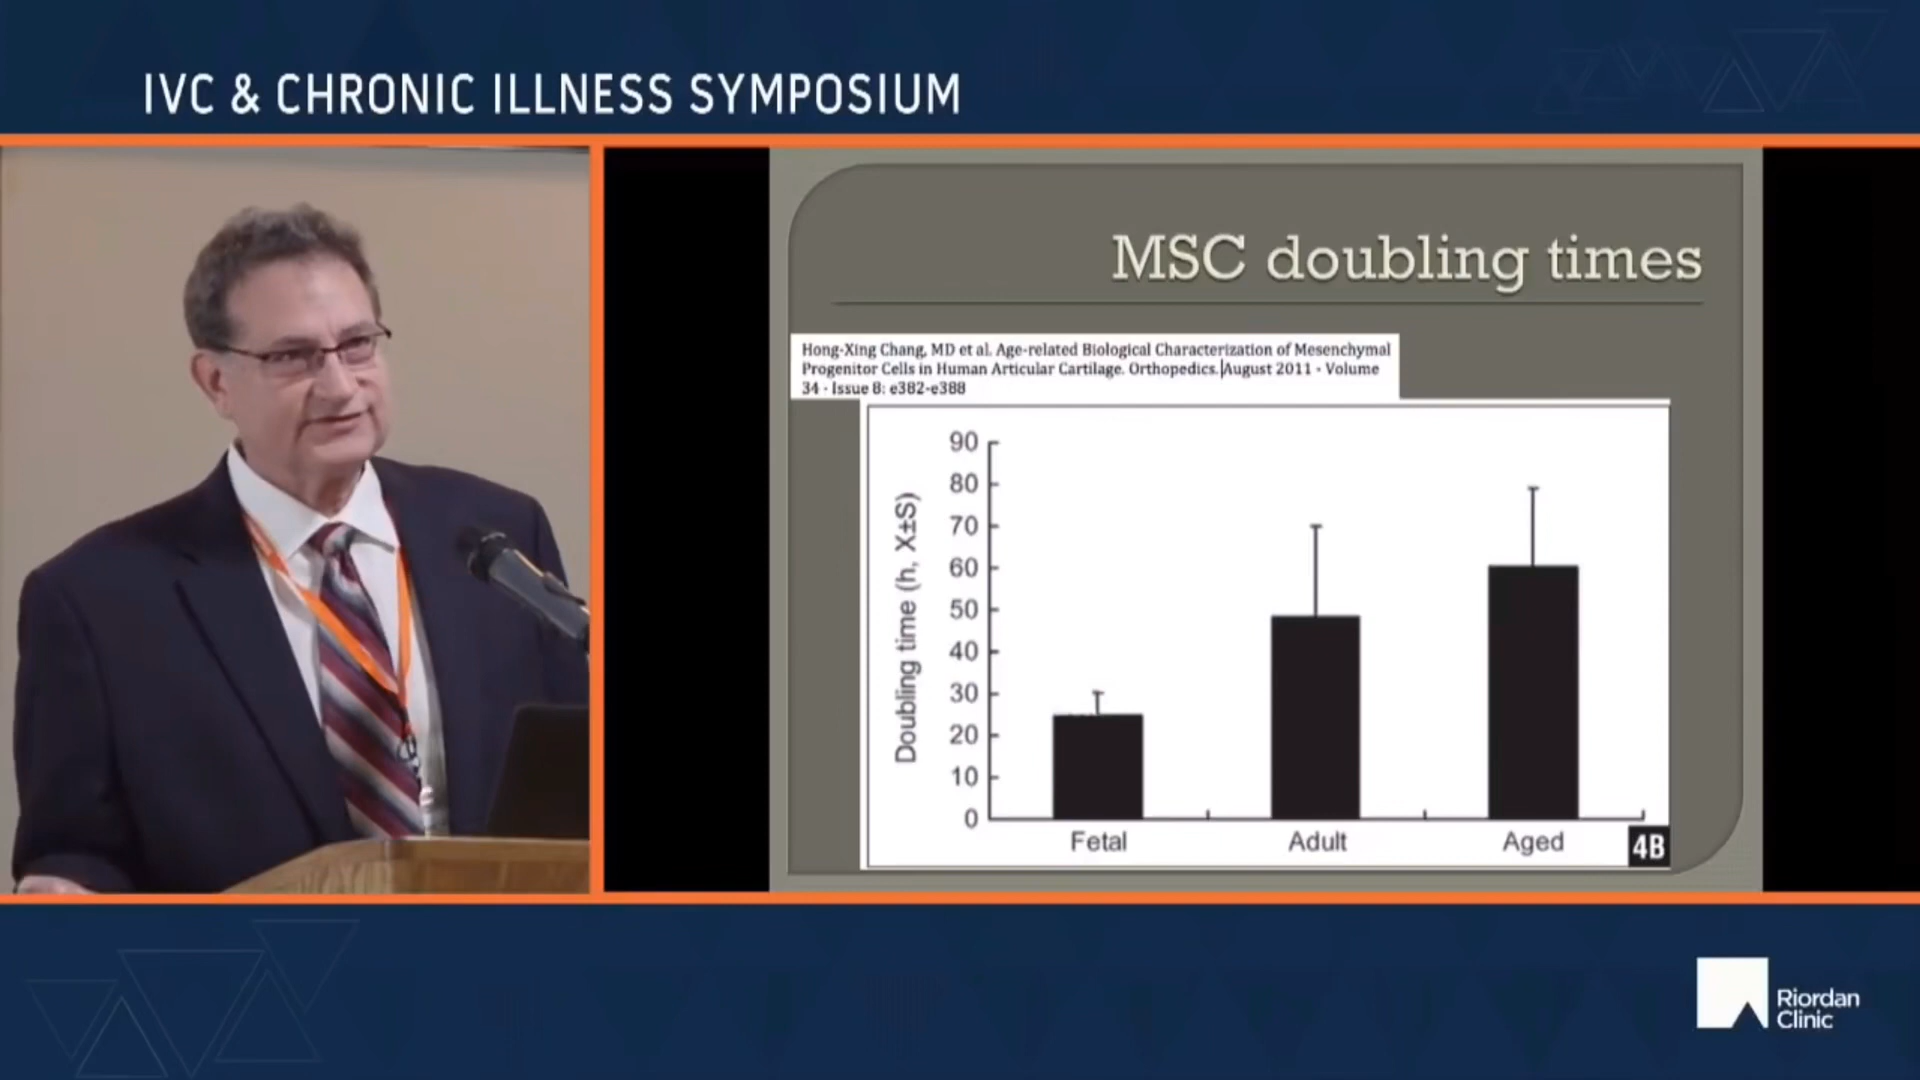 IVC & CHRONIC ILLNESS SYMPOSIUM
MSC doubling times
Hong-Xing Chang, MD et al. Age-related Biological Characterization of Mesenchymal
Progenitor Cells in Human Articular Cartilage. Orthopedics. August 2011 - Volume
34 - Issue 8: e382-e388
Doubling time (h, X±S)
90
80
70
60
50
40
30
20
10
0
Fetal Adult Aged
4B
Riordan
Clinic